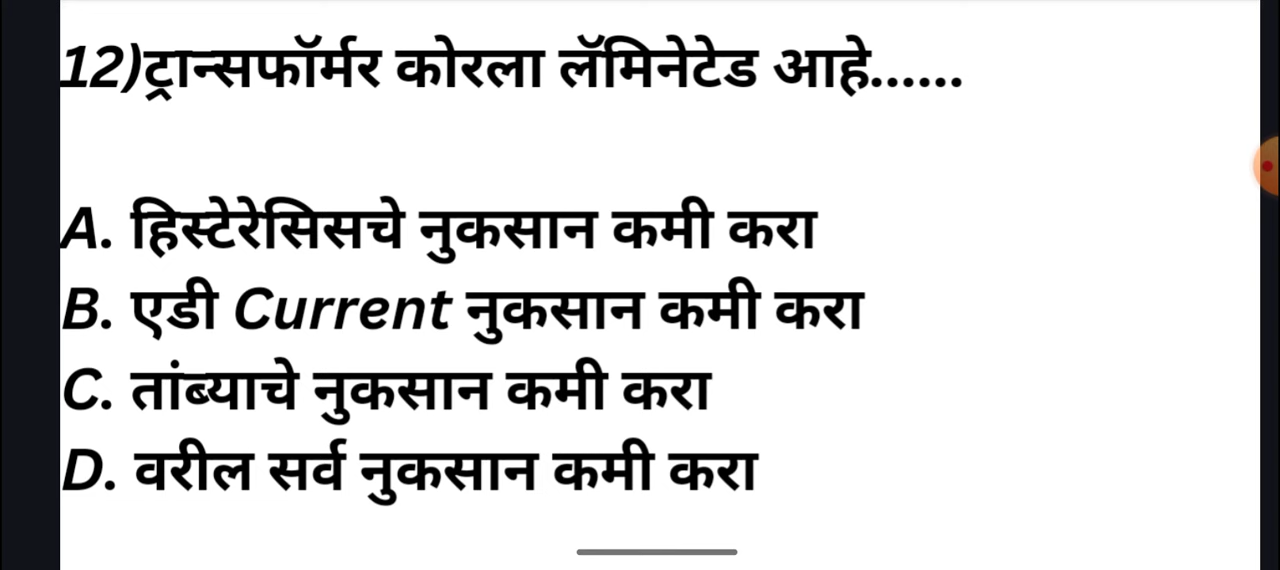 12)ट्रान्सफॉर्मर कोरला लॅमिनेटेड आहे......
A. हिस्टेरेसिसचे नुकसान कमी करा
B. एडी Current नुकसान कमी करा
C. तांब्याचे नुकसान कमी करा
D. वरील सर्व नुकसान कमी करा